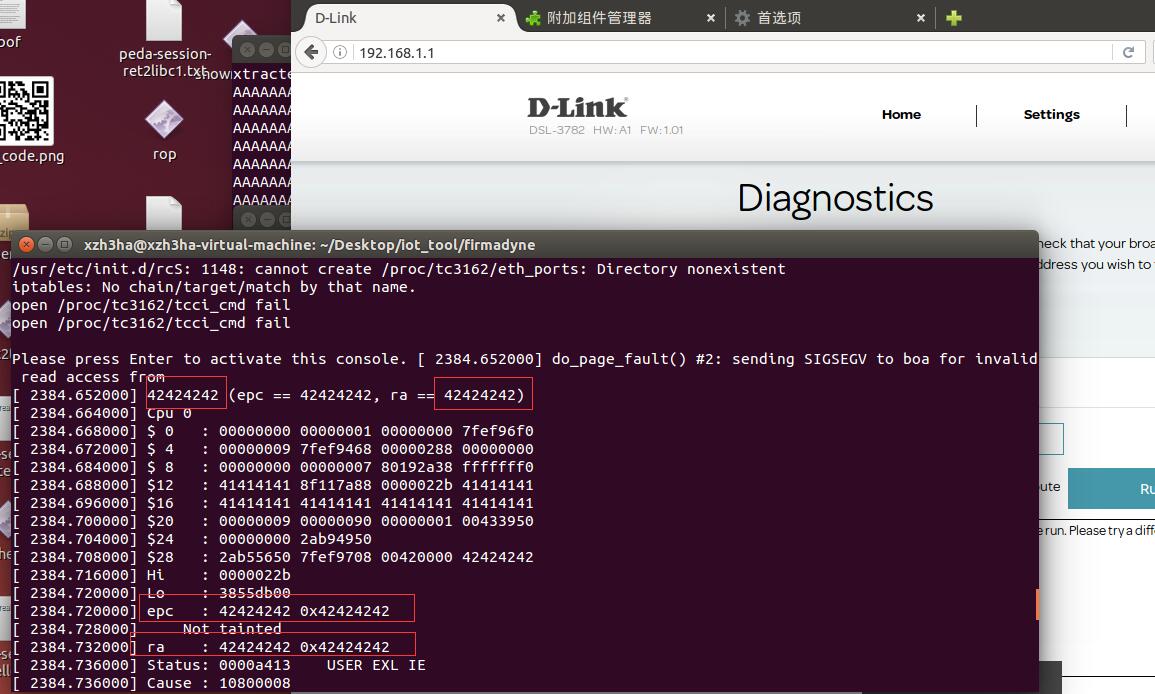 oof
peda-session-
ret2libc1.txt
show
_code.png
rop
xtracte
AAAAAAA
AAAAAAA
AAAAAAA
AAAAAAA
AAAAAAA
AAAAAAA
AAAAAAA
D-Link
附加组件管理器
首选项
192.168.1.1
D-Link
DSL-3782 HW:A1 FW:1.01
Home
Settings
Diagnostics
heck that your broa
ddress you wish to
ute
Ru
e run. Please try a diffe
xzh3ha@xzh3ha-virtual-machine: ~/Desktop/iot_tool/firmadyne
/usr/etc/init.d/rcS: 1148: cannot create /proc/tc3162/eth_ports: Directory nonexistent
iptables: No chain/target/match by that name.
open /proc/tc3162/tcci_cmd fail
open /proc/tc3162/tcci_cmd fail
Please press Enter to activate this console. [ 2384.652000] do_page_fault() #2: sending SIGSEGV to boa for invalid
read access from
[ 2384.652000] 42424242 (epc == 42424242, ra == 42424242)
[ 2384.664000] Cpu 0
[ 2384.668000] $ 0 : 00000000 00000001 00000000 7fef96f0
[ 2384.672000] $ 4 : 00000009 7fef9468 00000288 00000000
[ 2384.684000] $ 8 : 00000000 00000007 80192a38 fffffff0
[ 2384.688000] $12 : 41414141 8f117a88 0000022b 41414141
[ 2384.696000] $16 : 41414141 41414141 41414141 41414141
[ 2384.700000] $20 : 00000009 00000090 00000001 00433950
[ 2384.704000] $24 : 00000000 2ab94950
[ 2384.708000] $28 : 2ab55650 7fef9708 00420000 42424242
[ 2384.716000] Hi : 0000022b
[ 2384.720000] Lo : 3855db00
[ 2384.720000] epc : 42424242 0x42424242
[ 2384.728000] Not tainted
[ 2384.732000] ra : 42424242 0x42424242
[ 2384.736000] Status: 0000a413 USER EXL IE
[ 2384.736000] Cause : 10800008